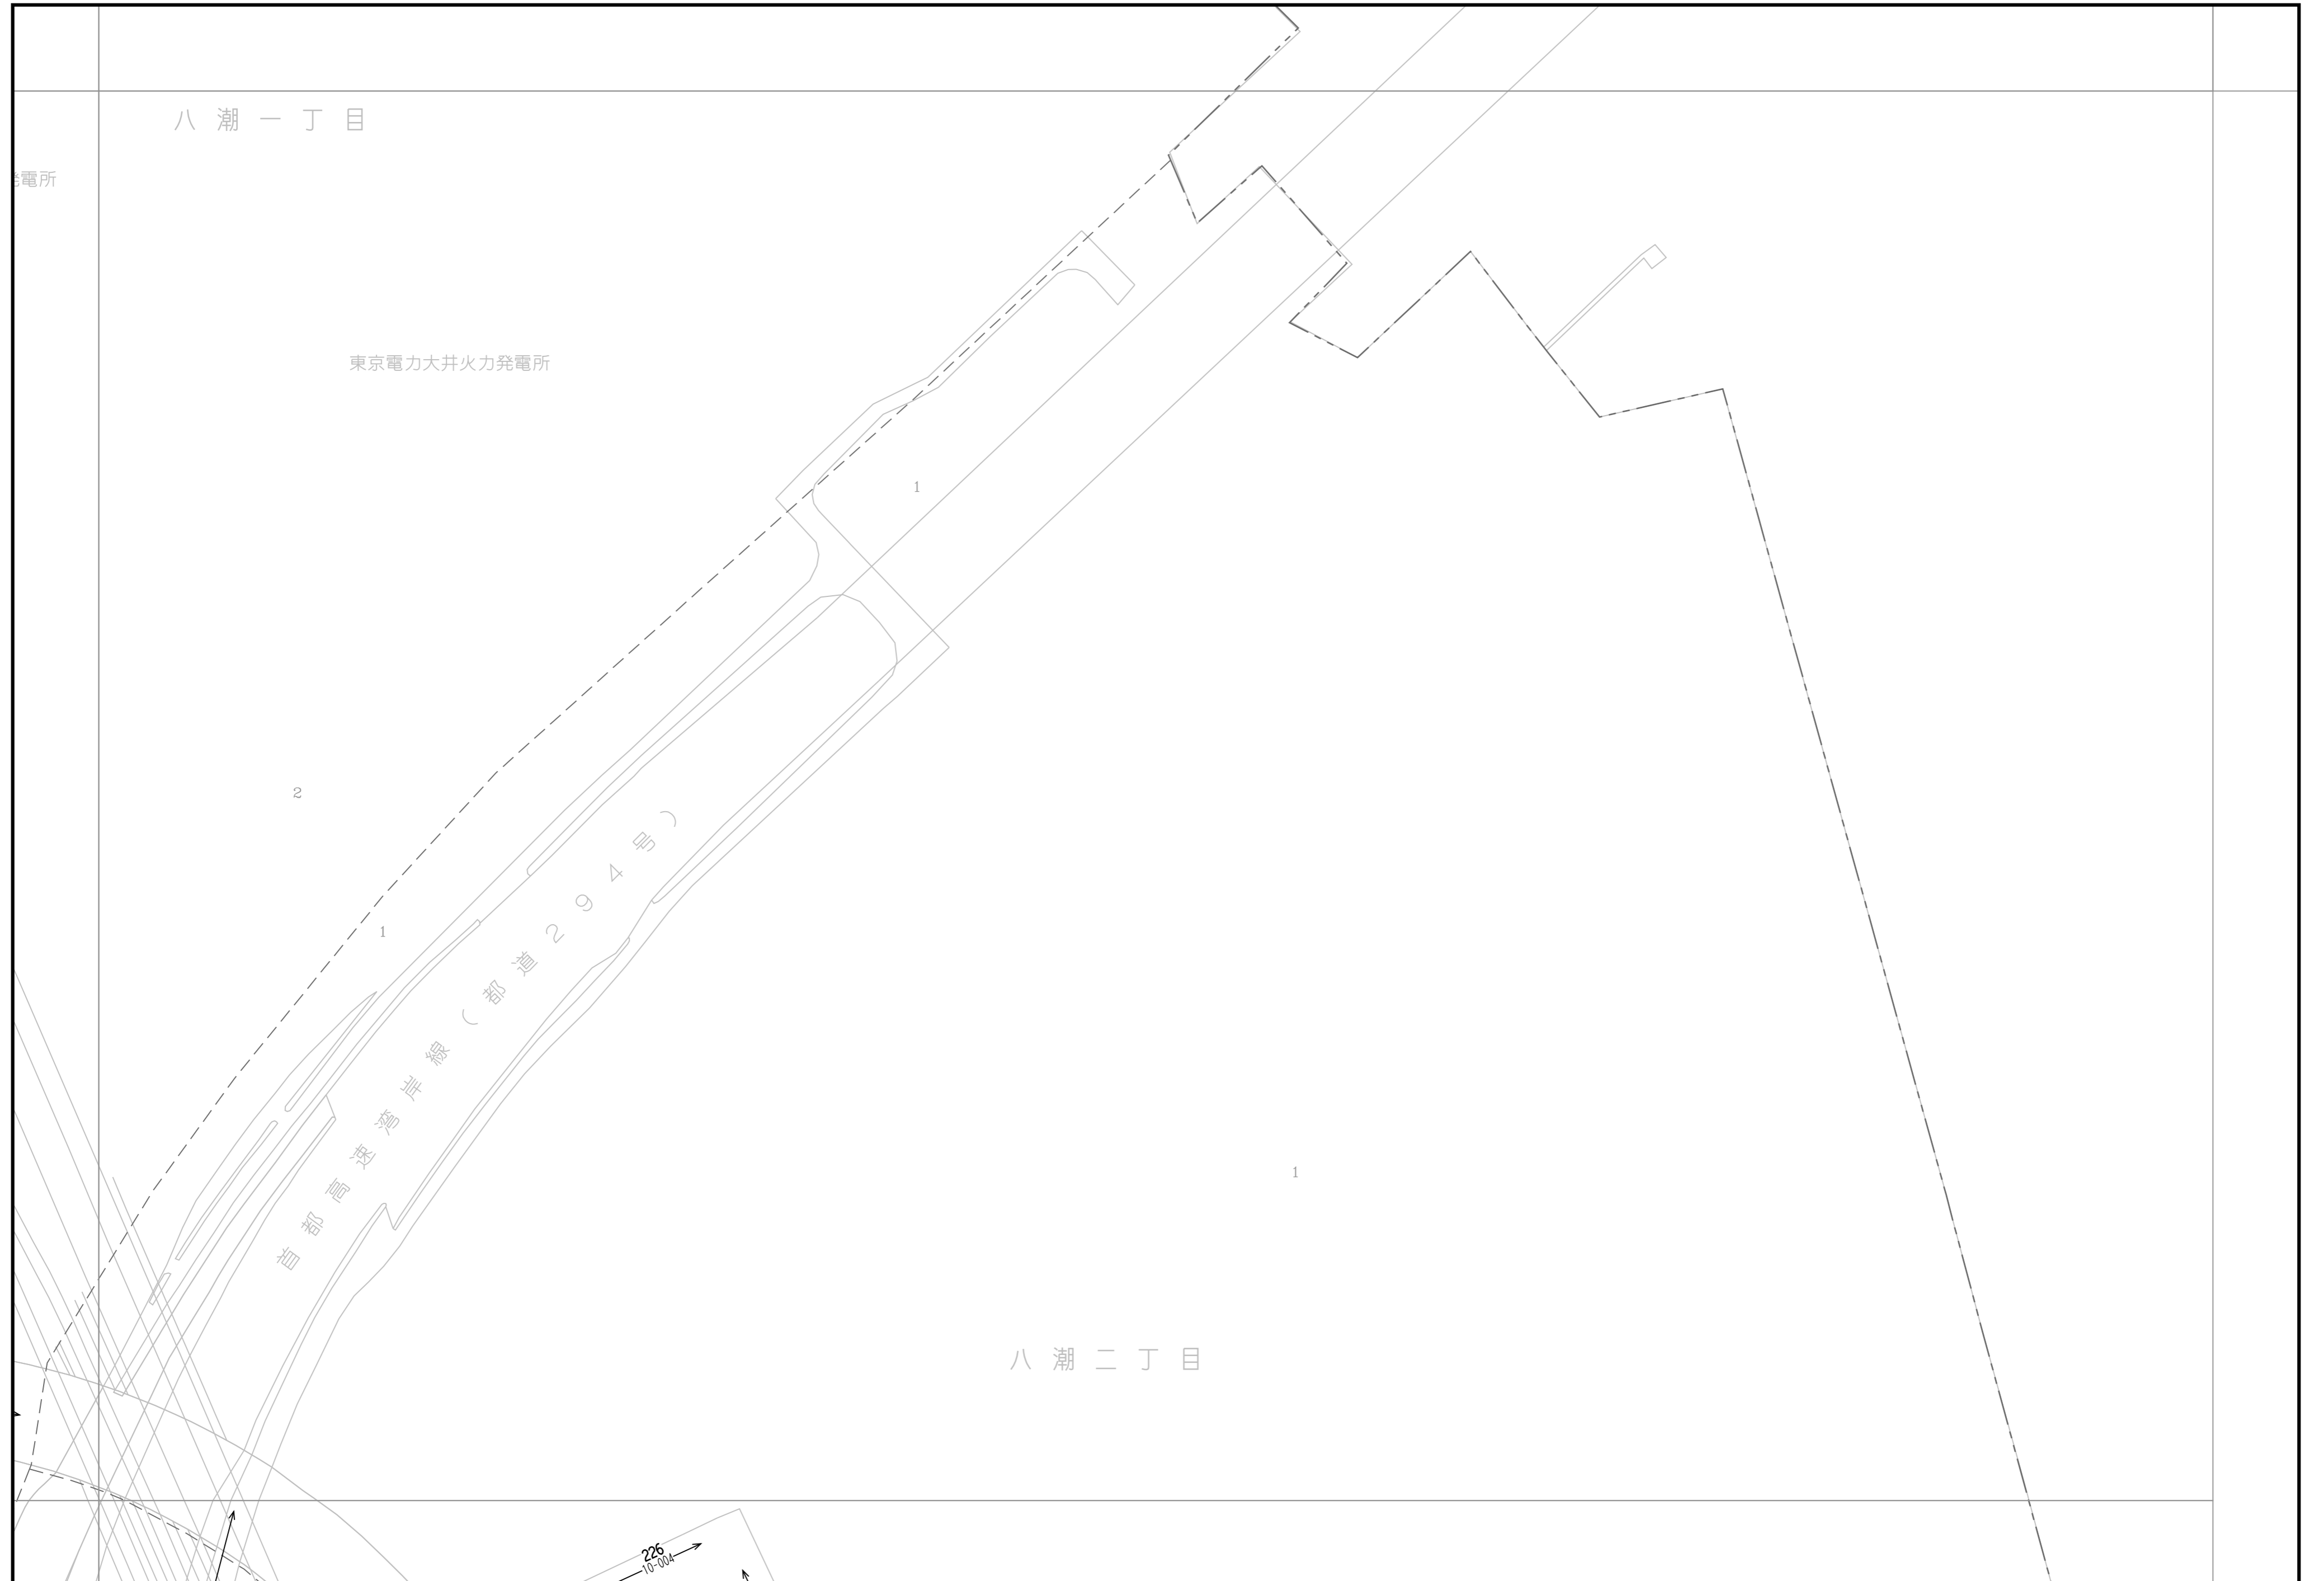 八潮一丁目
電所
東京電力大井火力発電所
1
2
1
首都高速湾岸線(都道294号)
1
八潮二丁目
226
10-004